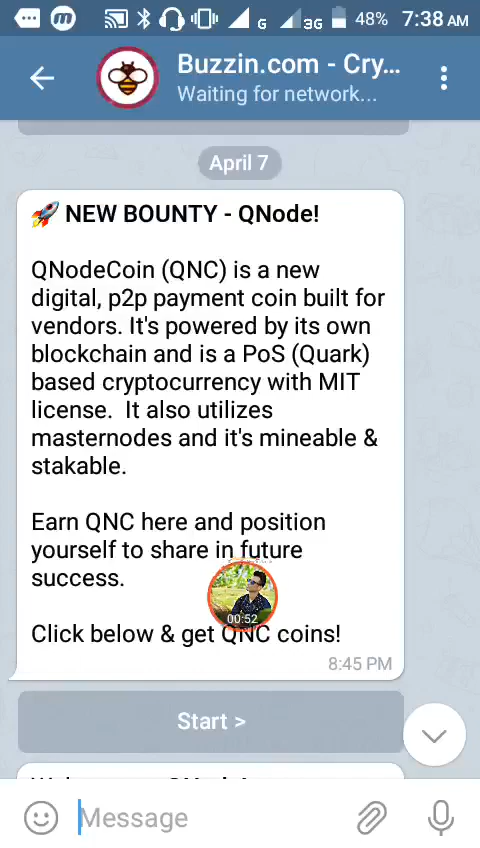 G 3G 48% 7:38 AM
Buzzin.com - Cry...
Waiting for network...
April 7
🚀 NEW BOUNTY - QNode!
QNodeCoin (QNC) is a new
digital, p2p payment coin built for
vendors. It's powered by its own
blockchain and is a PoS (Quark)
based cryptocurrency with MIT
license. It also utilizes
masternodes and it's mineable &
stakable.
Earn QNC here and position
yourself to share in future
success.
00:52
Click below & get QNC coins!
8:45 PM
Start >
Message